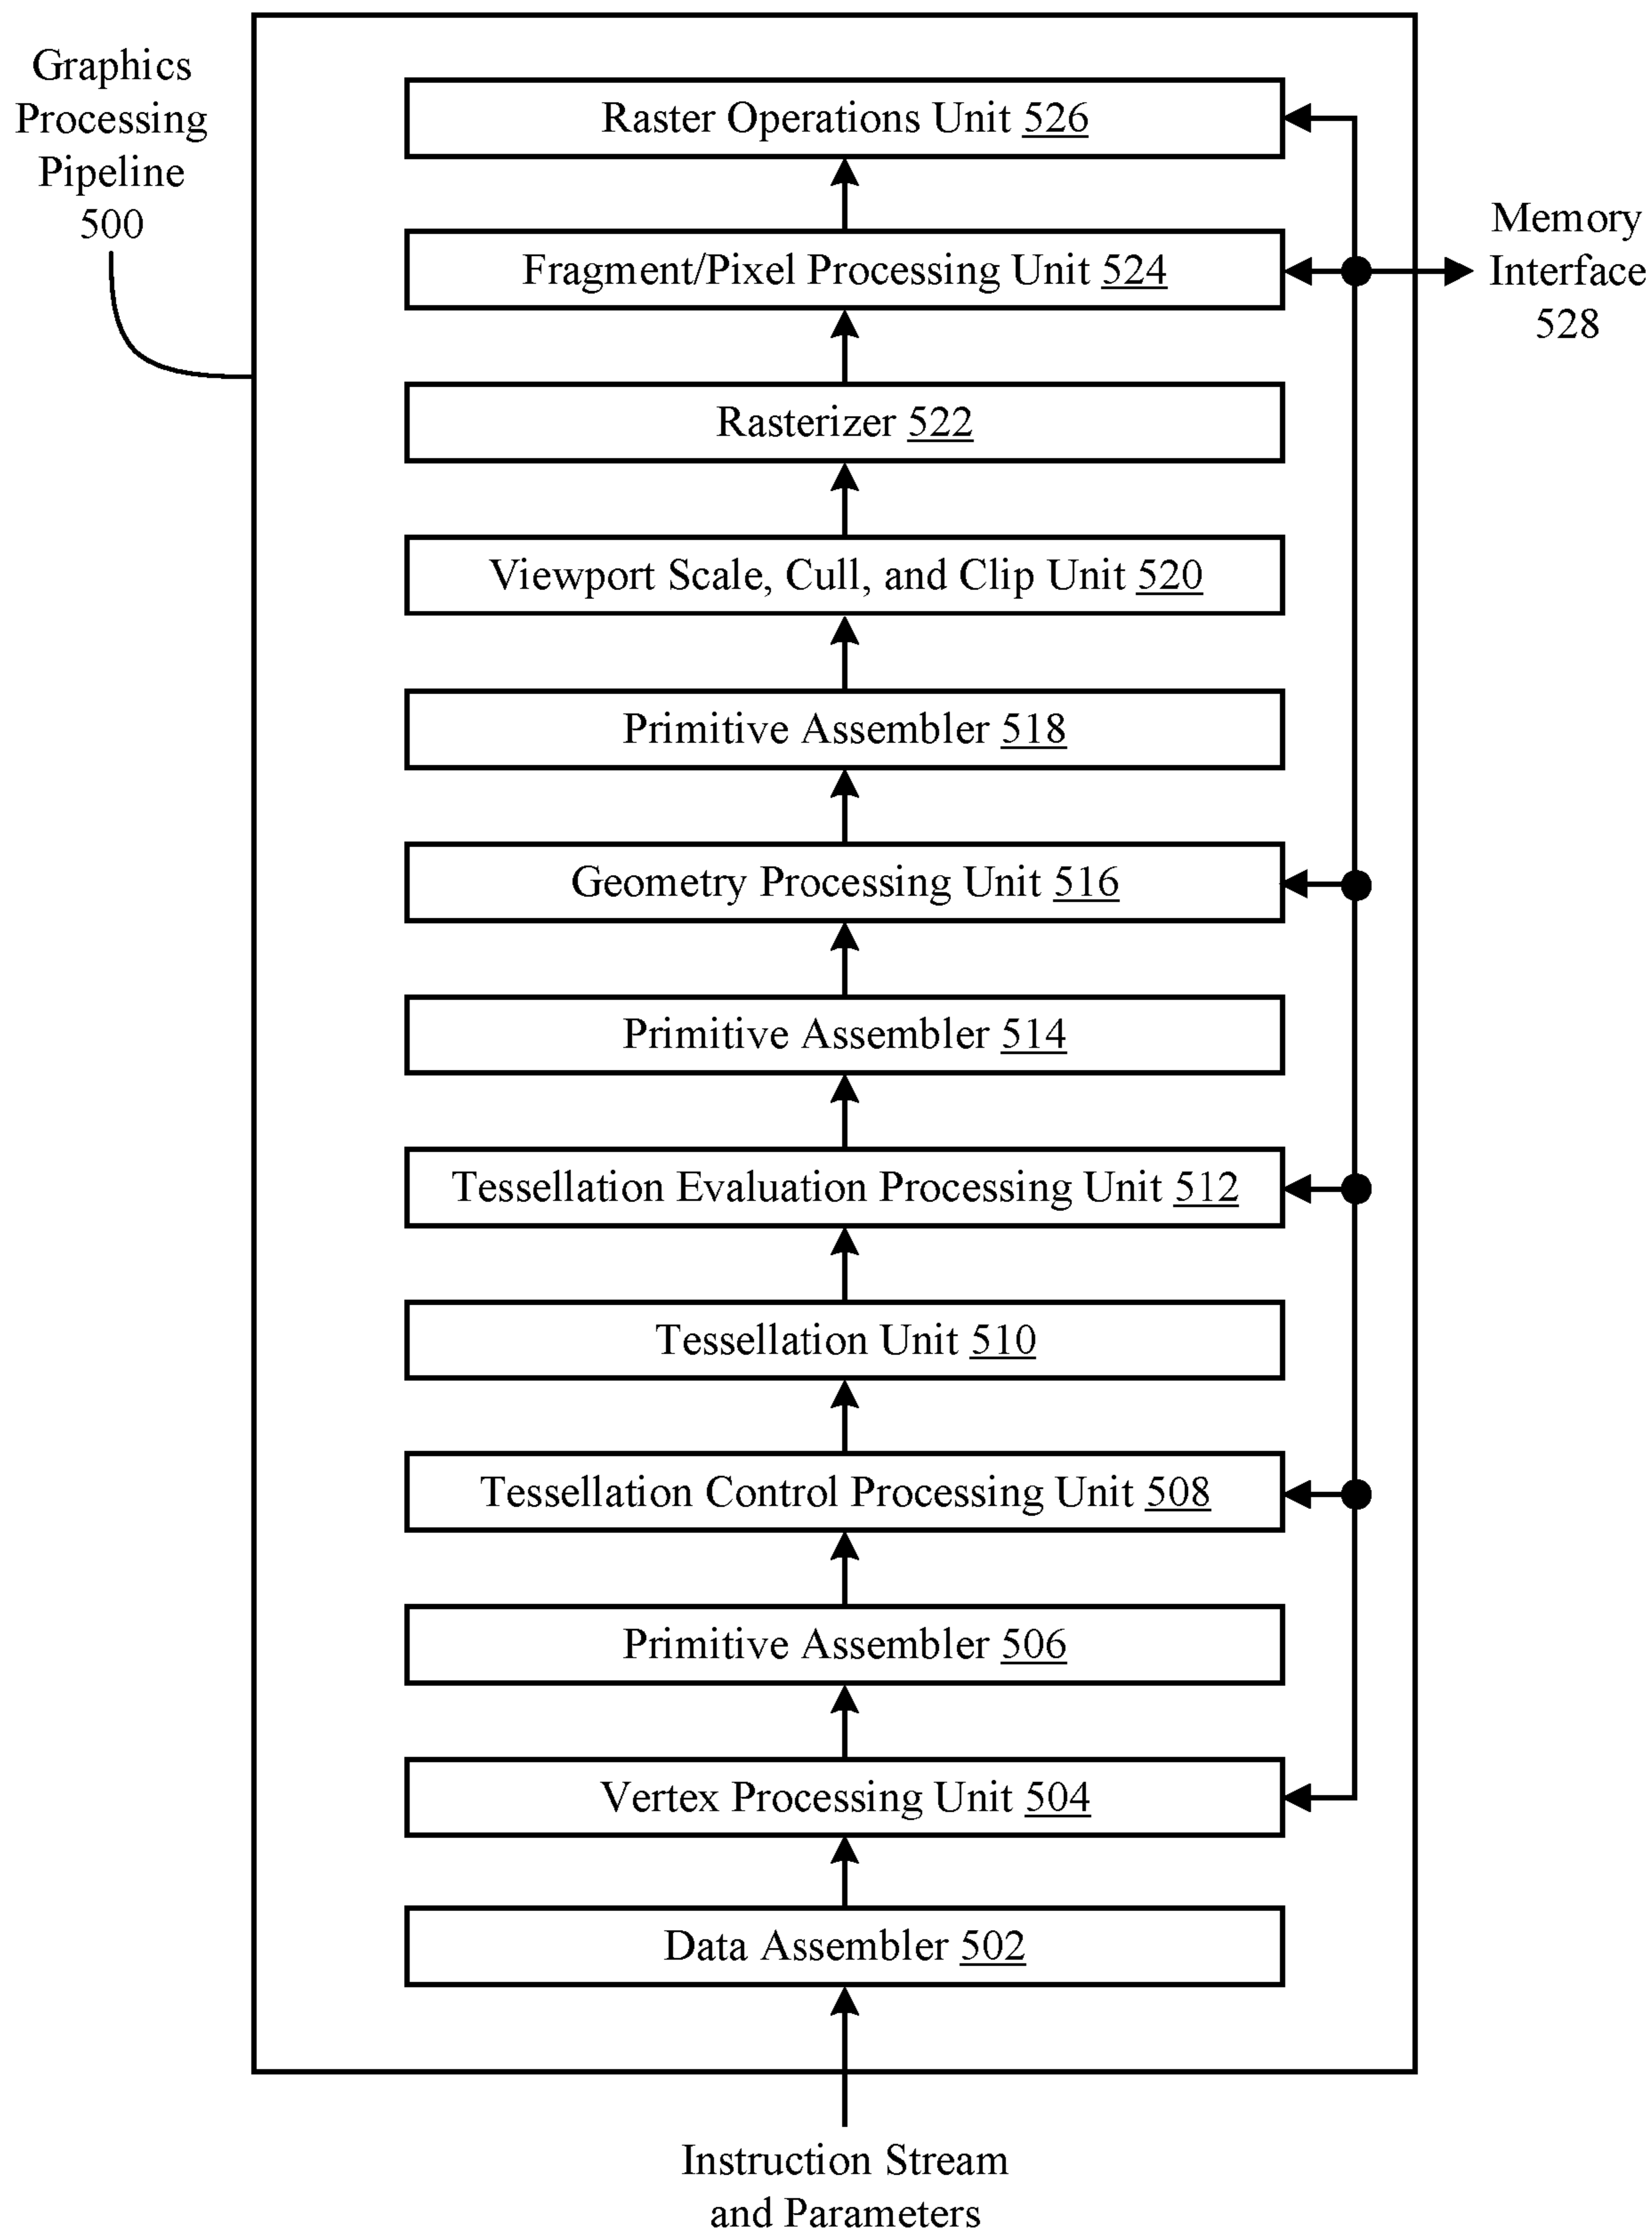 Graphics
Processing
Pipeline
500
Raster Operations Unit 526
Fragment/Pixel Processing Unit 524
Memory
Interface
528
Rasterizer 522
Viewport Scale, Cull, and Clip Unit 520
Primitive Assembler 518
Geometry Processing Unit 516
Primitive Assembler 514
Tessellation Evaluation Processing Unit 512
Tessellation Unit 510
Tessellation Control Processing Unit 508
Primitive Assembler 506
Vertex Processing Unit 504
Data Assembler 502
Instruction Stream
and Parameters